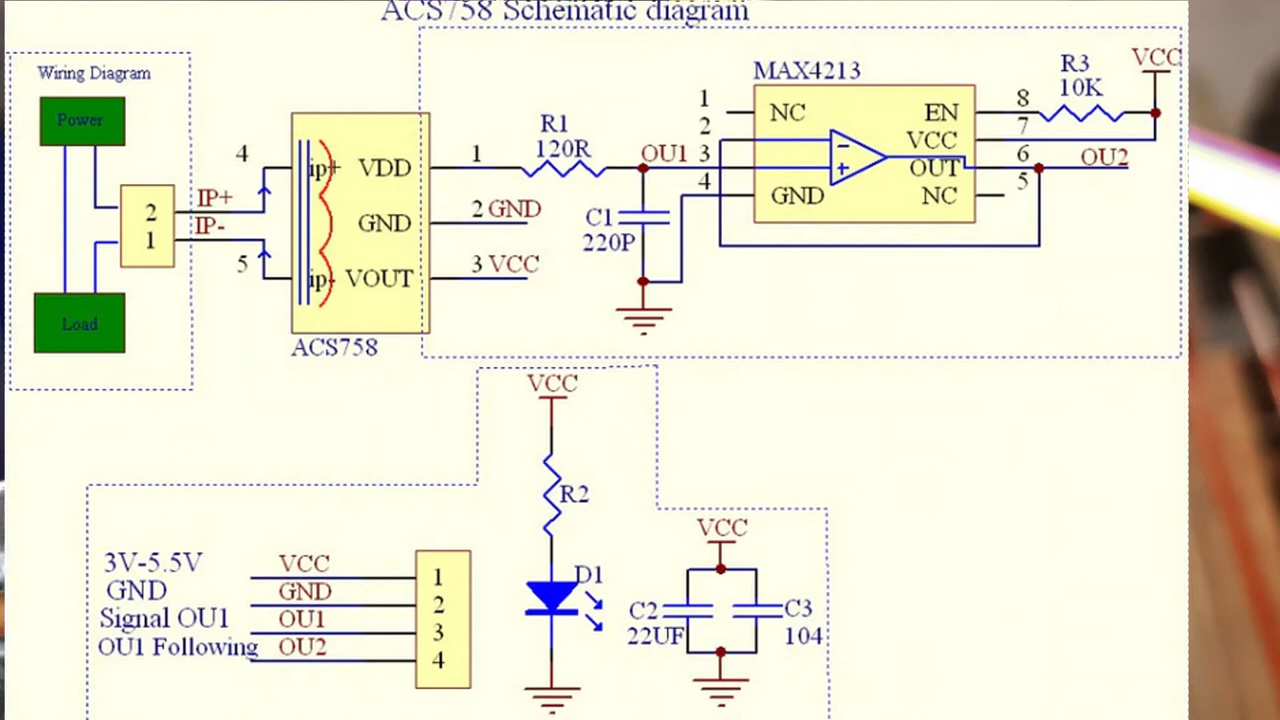 ACS758 Schematic diagram
Wiring Diagram
Power
Load
2
1
IP+
IP-
4
5
ip+
ip-
VDD
GND
VOUT
ACS758
1
2 GND
3 VCC
R1
120R
OU1
C1
220P
MAX4213
1
2
3
4
NC
GND
EN
VCC
OUT
NC
8
7
6
5
R3
10K
VCC
OU2
3V-5.5V
GND
Signal OU1
OU1 Following
VCC
GND
OU1
OU2
1
2
3
4
VCC
R2
D1
VCC
C2
22UF
C3
104